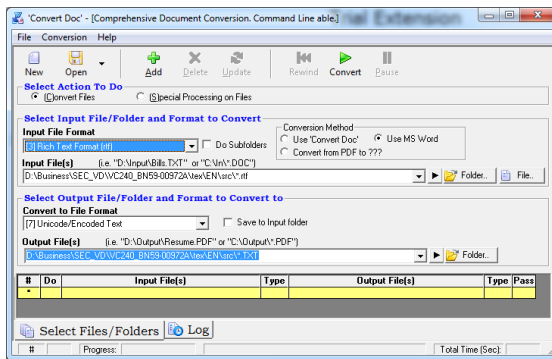 'Convert Doc' - [Comprehensive Document Conversion. Command Line able.] Trial Extension
File Conversion Help
New Open Add Delete Update Rewind Convert Pause
Select Action To Do
(C)onvert Files (S)pecial Processing on Files
Select Input File/Folder and Format to Convert
Input File Format
[3] Rich Text Format (rtf) Do Subfolders
Conversion Method
Use 'Convert Doc' Use MS Word
Convert from PDF to ???
Input File(s) (i.e. "D:\Input\Bills.TXT" or "C:\In\*.DOC")
D:\Business\SEC_VD\VC240_BN59-00972A\tex\EN\src\*.rtf Folder.. File..
Select Output File/Folder and Format to Convert to
Convert to File Format
[7] Unicode/Encoded Text Save to Input folder
Output File(s) (i.e. "D:\Output\Resume.PDF" or "C:\Output\*.PDF")
D:\Business\SEC_VD\VC240_BN59-00972A\tex\EN\src\*.TXT Folder..
# Do Input File(s) Type Output File(s) Type Pass
*
Select Files/Folders Log
# Progress: Total Time (Sec):